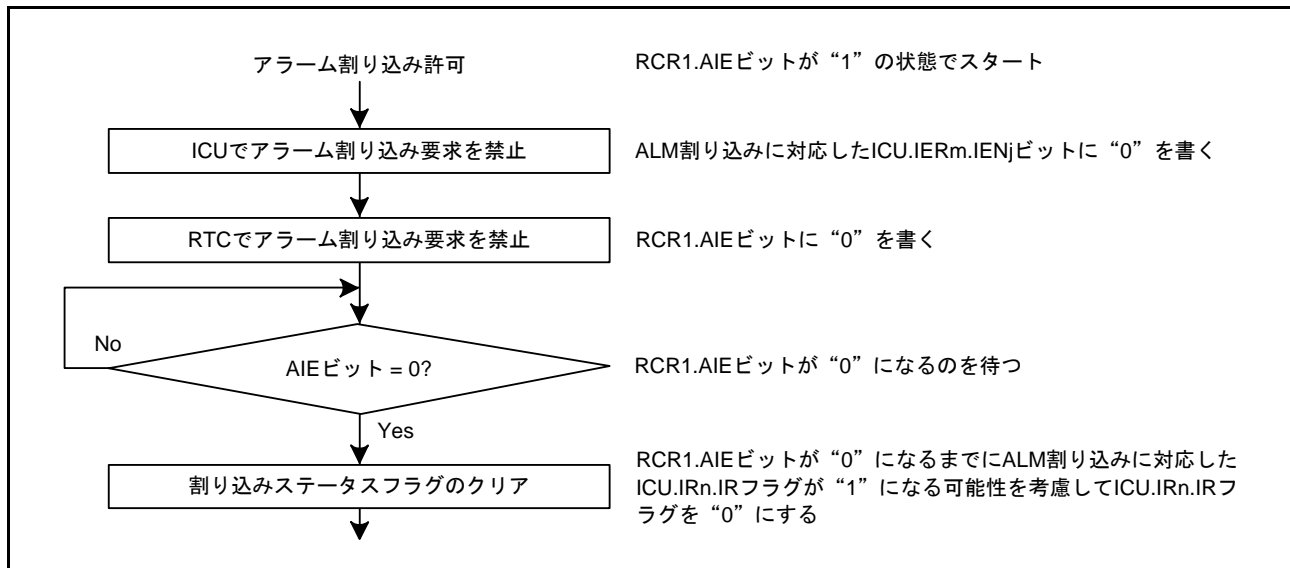 アラーム割り込み許可
RCR1.AIEビットが“1”の状態でスタート
ICUでアラーム割り込み要求を禁止
ALM割り込みに対応したICU.IERm.IENjビットに“0”を書く
RTCでアラーム割り込み要求を禁止
RCR1.AIEビットに“0”を書く
No
AIEビット = 0?
RCR1.AIEビットが“0”になるのを待つ
Yes
割り込みステータスフラグのクリア
RCR1.AIEビットが“0”になるまでにALM割り込みに対応した
ICU.IRn.IRフラグが“1”になる可能性を考慮してICU.IRn.IRフ
ラグを“0”にする